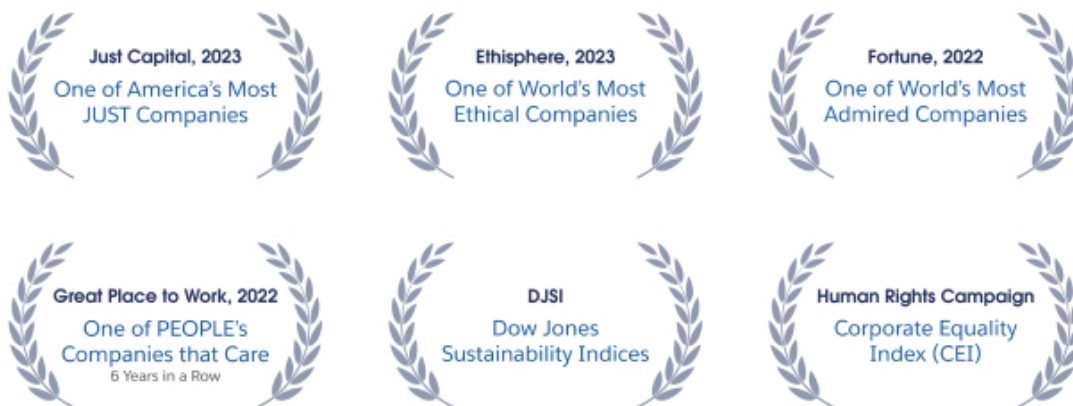 Just Capital, 2023
One of America's Most
JUST Companies
Ethisphere, 2023
One of World's Most
Ethical Companies
Fortune, 2022
One of World's Most
Admired Companies
Great Place to Work, 2022
One of PEOPLE's
Companies that Care
6 Years in a Row
DJSI
Dow Jones
Sustainability Indices
Human Rights Campaign
Corporate Equality
Index (CEI)